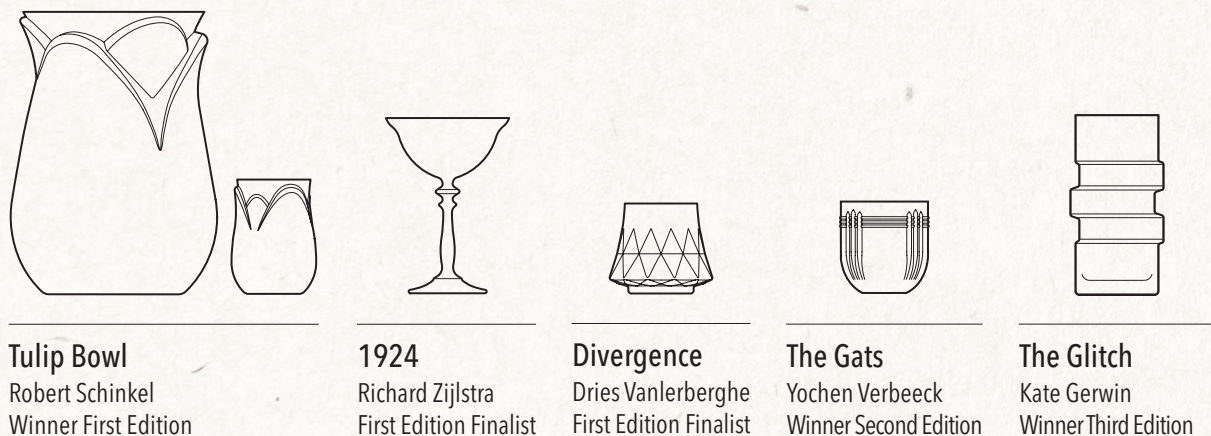 Tulip Bowl
Robert Schinkel
Winner First Edition
1924
Richard Zijlstra
First Edition Finalist
Divergence
Dries Vanlerberghe
First Edition Finalist
The Gats
Yochen Verbeeck
Winner Second Edition
The Glitch
Kate Gerwin
Winner Third Edition